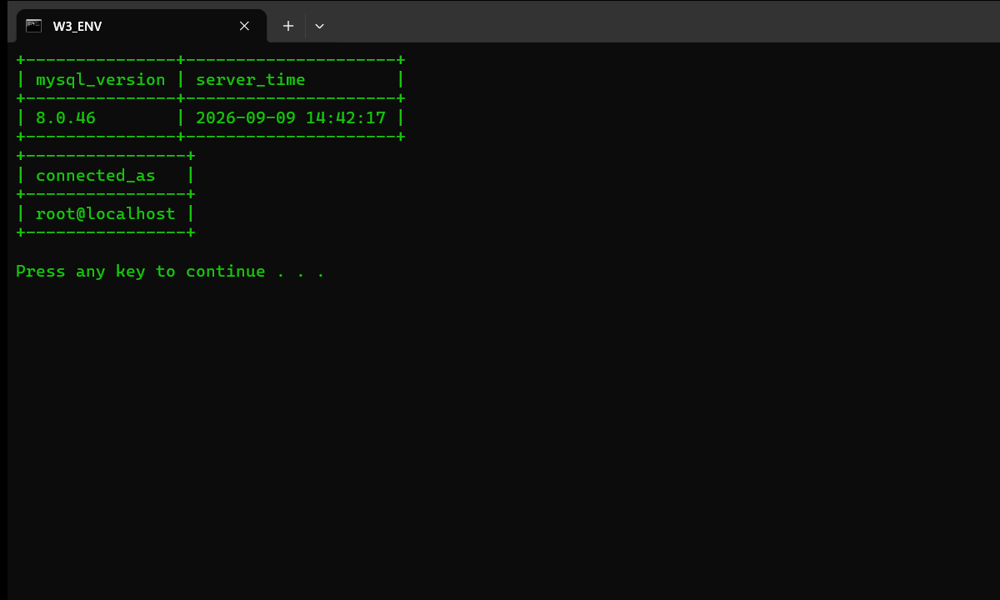 W3_ENV
+---------------+---------------------+
| mysql_version | server_time         |
+---------------+---------------------+
| 8.0.46        | 2026-09-09 14:42:17 |
+---------------+---------------------+
+----------------+
| connected_as   |
+----------------+
| root@localhost |
+----------------+
Press any key to continue . . .